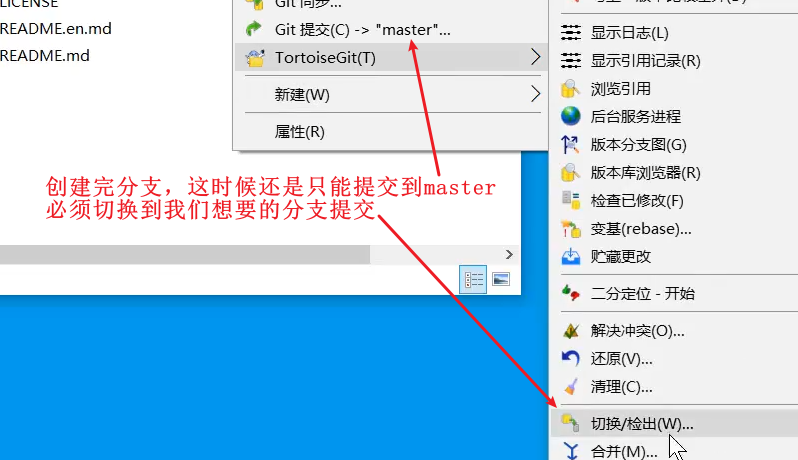 LICENSE
README.en.md
README.md
Git 同步...
Git 提交(C) -> "master"...
TortoiseGit(T)
新建(W)
属性(R)
创建完分支，这时候还是只能提交到master
必须切换到我们想要的分支提交
显示日志(L)
显示引用记录(R)
浏览引用
后台服务进程
版本分支图(G)
版本库浏览器(R)
检查已修改(F)
变基(rebase)...
贮藏更改
二分定位 - 开始
解决冲突(O)...
还原(V)...
清理(C)...
切换/检出(W)...
合并(M)...